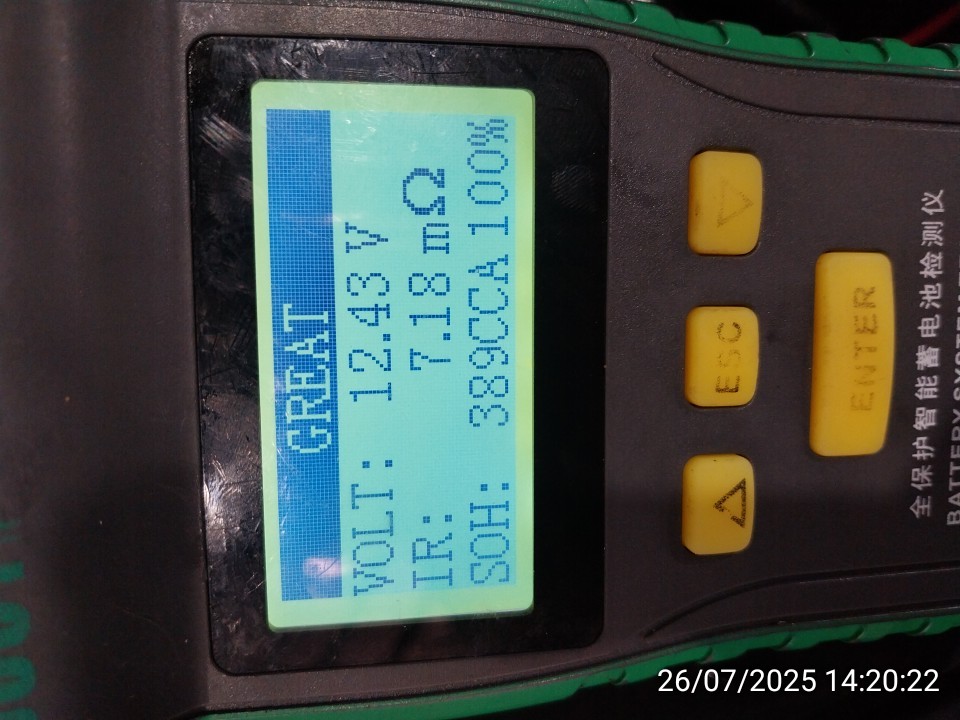 GREAT
VOLT: 12.43 V
IR: 7.18 mΩ
SOH: 389CCA 100%
ESC
ENTER
全保护智能蓄电池检测仪
BATTERY SYSTEM
26/07/2025 14:20:22